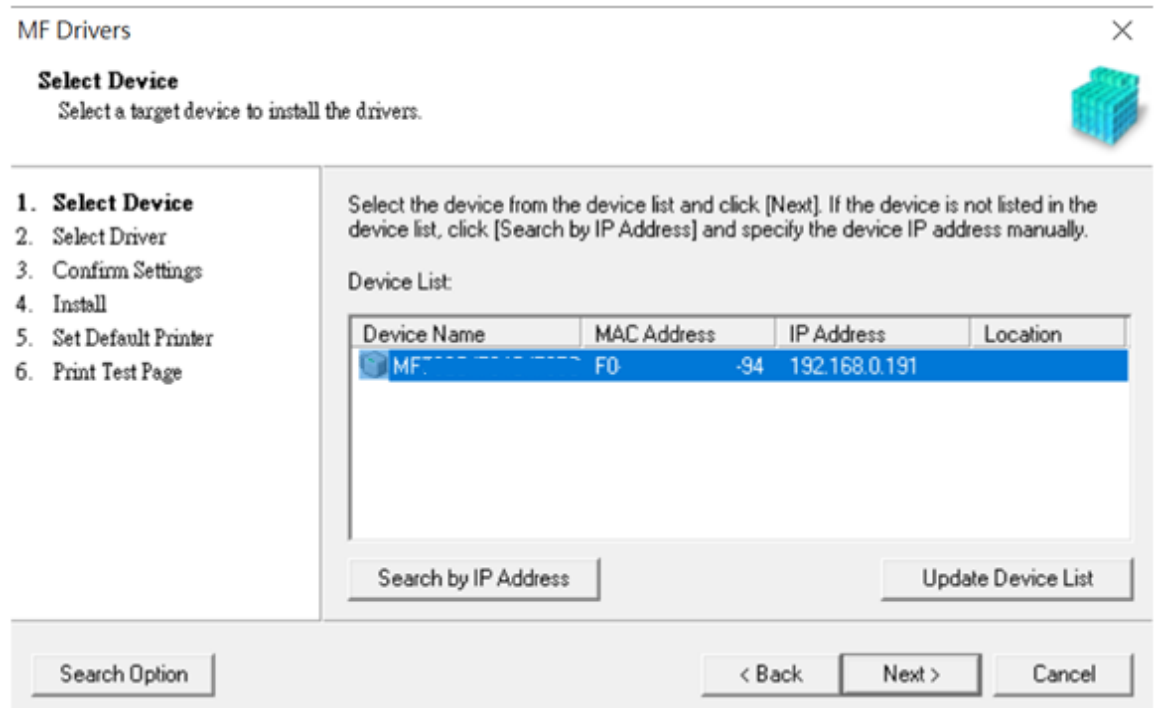 MF Drivers
Select Device
Select a target device to install the drivers.
1. Select Device
2. Select Driver
3. Confirm Settings
4. Install
5. Set Default Printer
6. Print Test Page
Select the device from the device list and click [Next]. If the device is not listed in the
device list, click [Search by IP Address] and specify the device IP address manually.
Device List:
Device Name MAC Address IP Address Location
F0- -94 192.168.0.191
Search by IP Address Update Device List
Search Option < Back Next > Cancel